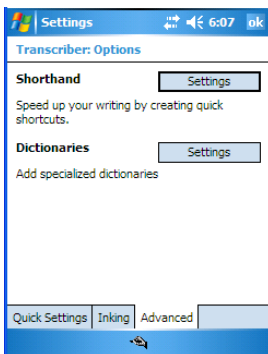 Settings 6:07 ok
Transcriber: Options
Shorthand Settings
Speed up your writing by creating quick
shortcuts.
Dictionaries Settings
Add specialized dictionaries
Quick Settings Inking Advanced